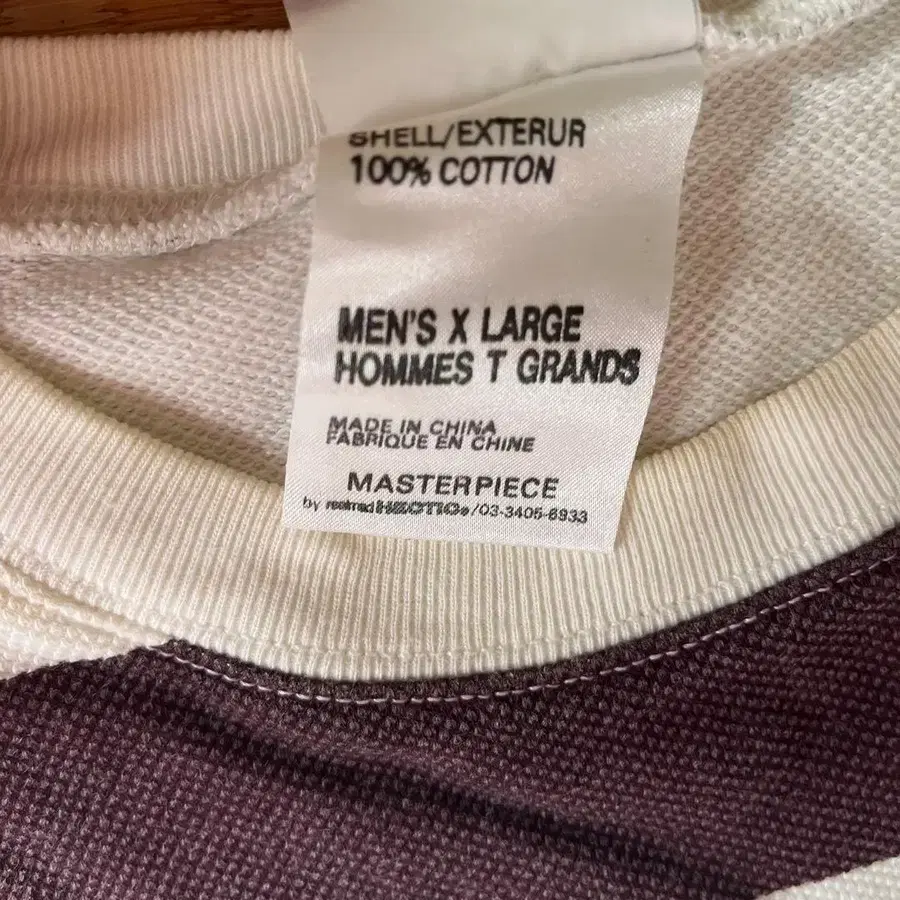 SHELL/EXTERUR
100% COTTON
MEN'S X LARGE
HOMMES T GRANDS
MADE IN CHINA
FABRIQUE EN CHINE
MASTERPIECE
by realmad HECTIC®/03-3405-6933